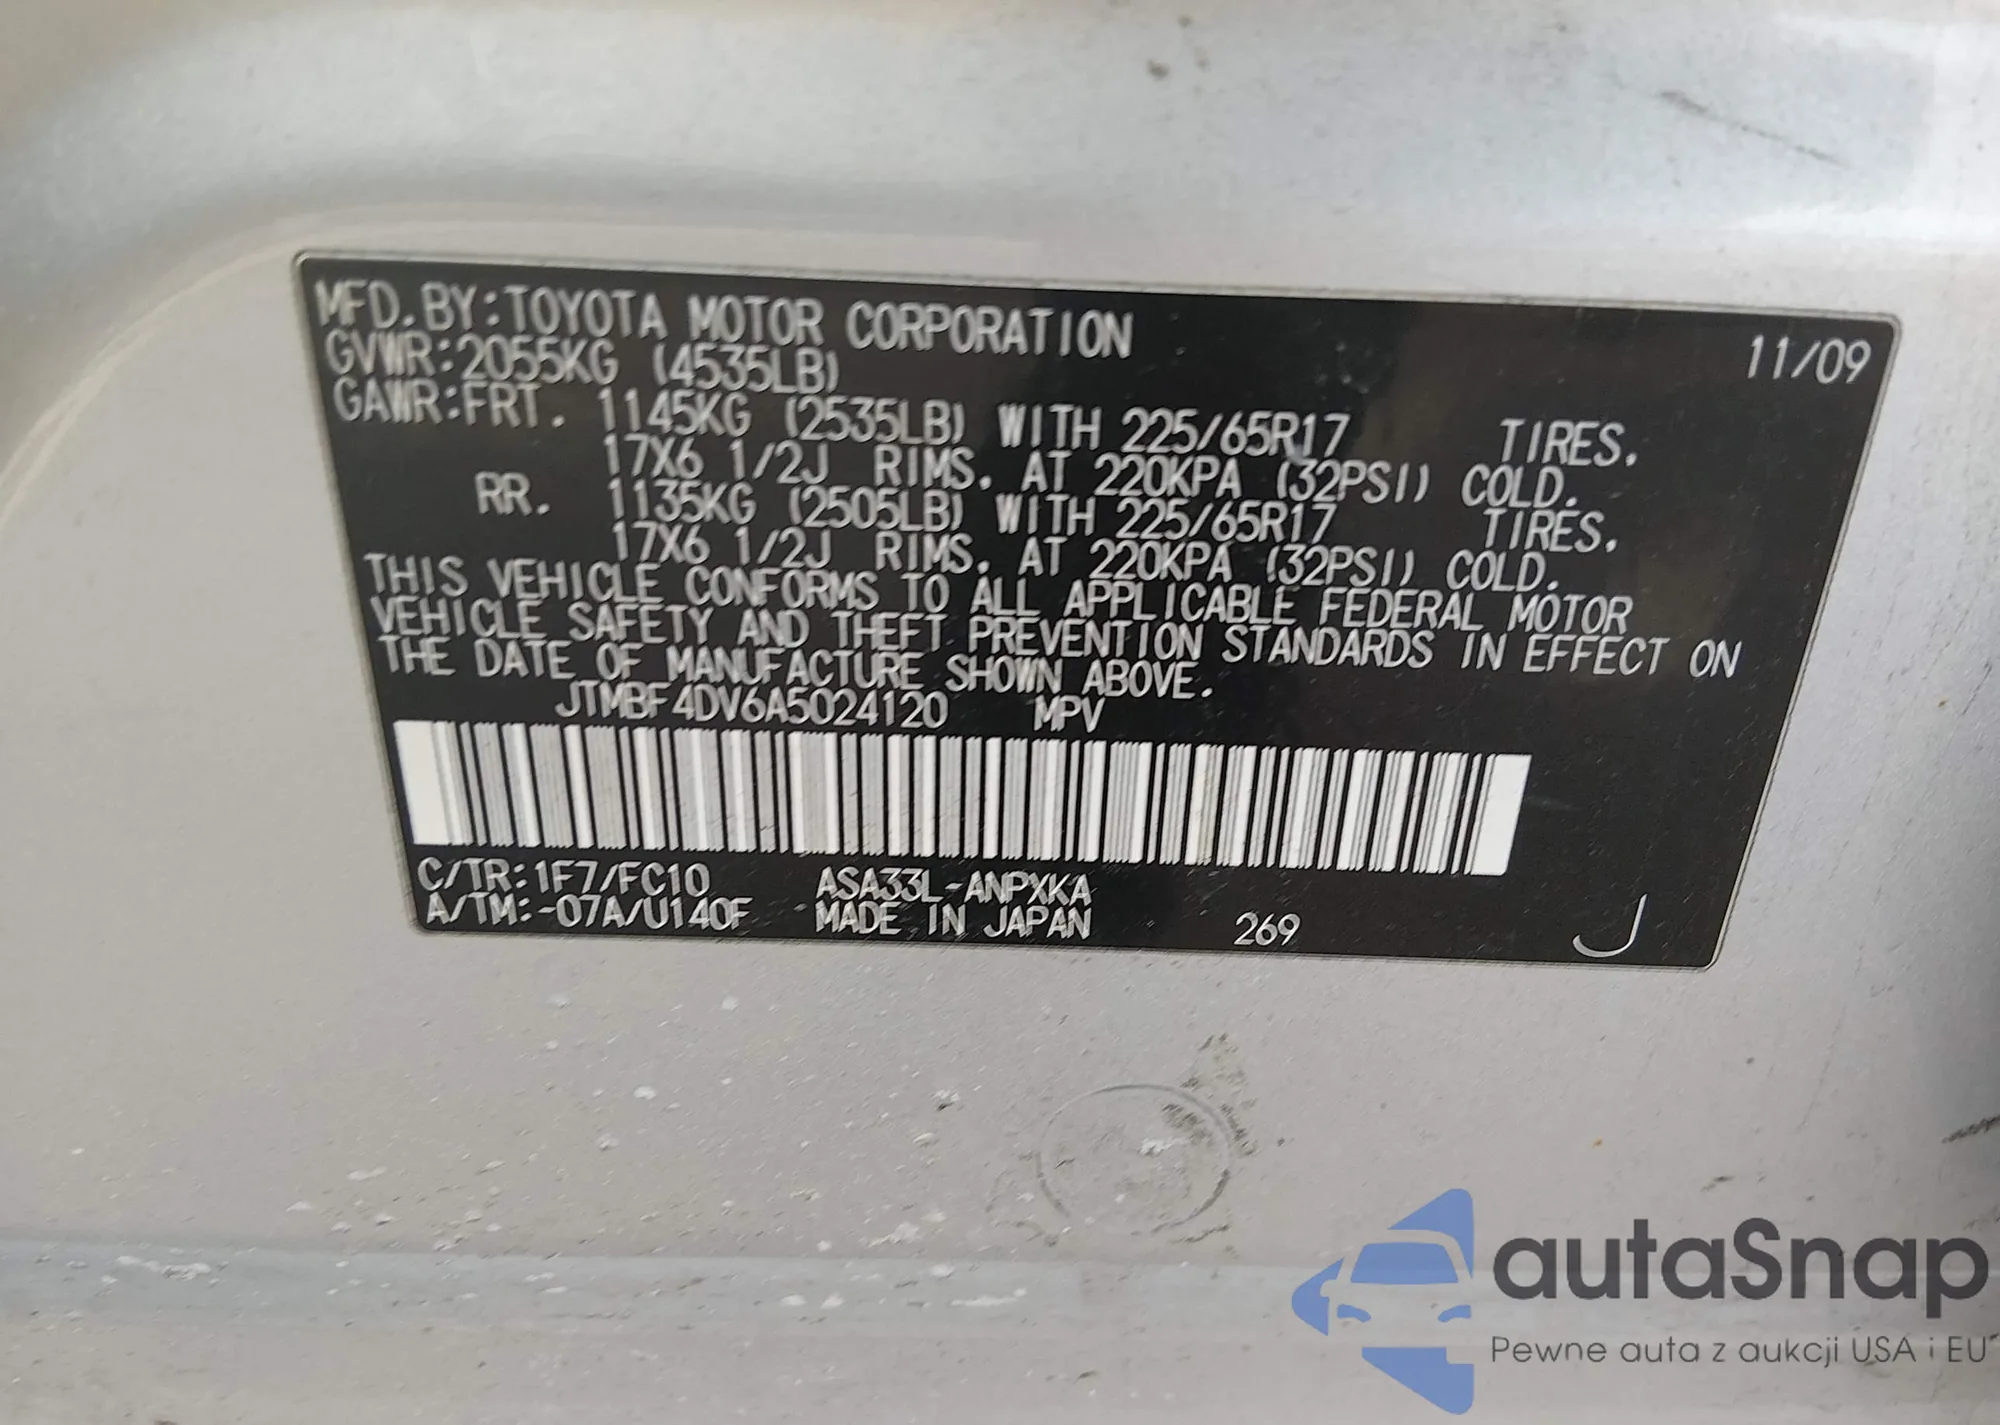 MFD.BY:TOYOTA MOTOR CORPORATION 11/09
GVWR:2055KG (4535LB)
GAWR:FRT. 1145KG (2535LB) WITH 225/65R17 TIRES.
17X6 1/2J RIMS. AT 220KPA (32PSI) COLD.
RR. 1135KG (2505LB) WITH 225/65R17 TIRES.
17X6 1/2J RIMS. AT 220KPA (32PSI) COLD.
THIS VEHICLE CONFORMS TO ALL APPLICABLE FEDERAL MOTOR
VEHICLE SAFETY AND THEFT PREVENTION STANDARDS IN EFFECT ON
THE DATE OF MANUFACTURE SHOWN ABOVE.
JTMBF4DV6A5024120 MPV
C/TR:1F7/FC10 ASA33L-ANPXKA
A/TM:-07A/U140F MADE IN JAPAN 269 J
autaSnap
Pewne auta z aukcji USA i EU